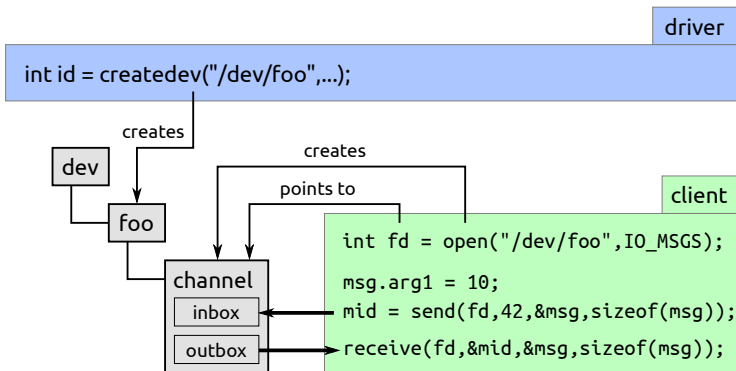 driver
int id = createdev("/dev/foo",...);
creates
dev
creates
points to
foo
client
int fd = open("/dev/foo",IO_MSGS);
channel
msg.arg1 = 10;
inbox
mid = send(fd,42,&msg,sizeof(msg));
outbox
receive(fd,&mid,&msg,sizeof(msg));